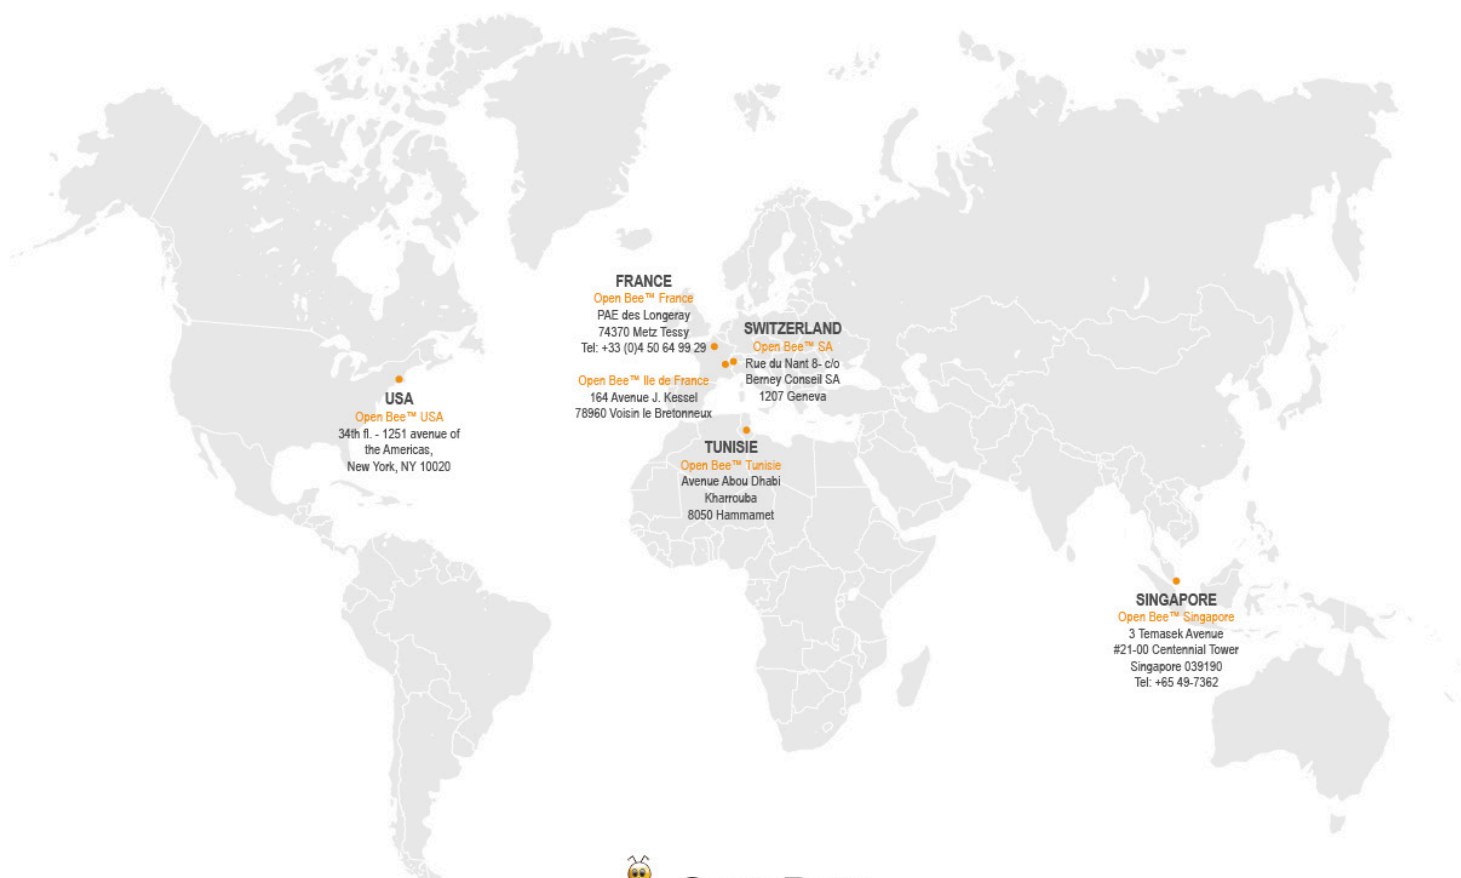 FRANCE
Open Bee™ France
PAE des Longeray
74370 Metz Tessy
Tel: +33 (0)4 50 64 99 29
Open Bee™ Ile de France
164 Avenue J. Kessel
78960 Voisin le Bretonneux
SWITZERLAND
Open Bee™ SA
Rue du Nant 8- c/o
Berney Conseil SA
1207 Geneva
USA
Open Bee™ USA
34th fl. - 1251 avenue of
the Americas,
New York, NY 10020
TUNISIE
Open Bee™ Tunisie
Avenue Abou Dhabi
Kharrouba
8050 Hammamet
SINGAPORE
Open Bee™ Singapore
3 Temasek Avenue
#21-00 Centennial Tower
Singapore 039190
Tel: +65 49-7362